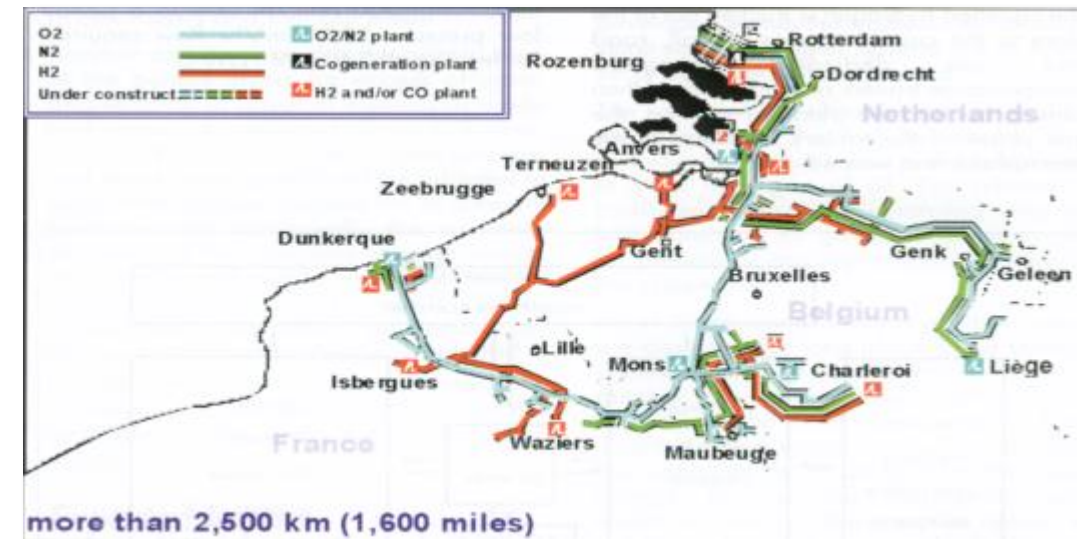 O2
O2/N2 plant
N2
Cogeneration plant
H2
H2 and/or CO plant
Under construct
Rotterdam
Rozenburg
Dordrecht
Netherlands
Anvers
Terneuzen
Zeebrugge
Dunkerque
Gent
Genk
Geleen
Bruxelles
Belgium
Lille
Mons
Charleroi
Liège
Isbergues
France
Waziers
Maubeuge
more than 2,500 km (1,600 miles)